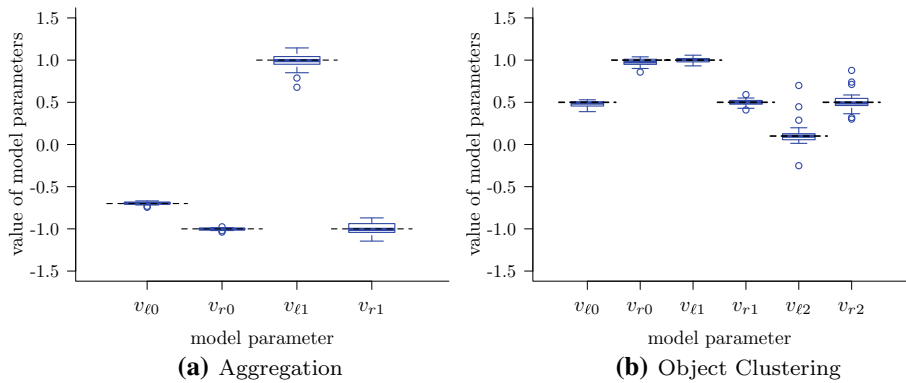 1.5
1.0
0.5
0.0
-0.5
-1.0
-1.5
value of model parameters
vℓ0 vr0 vℓ1 vr1
model parameter
(a) Aggregation
1.5
1.0
0.5
0.0
-0.5
-1.0
-1.5
value of model parameters
vℓ0 vr0 vℓ1 vr1 vℓ2 vr2
model parameter
(b) Object Clustering